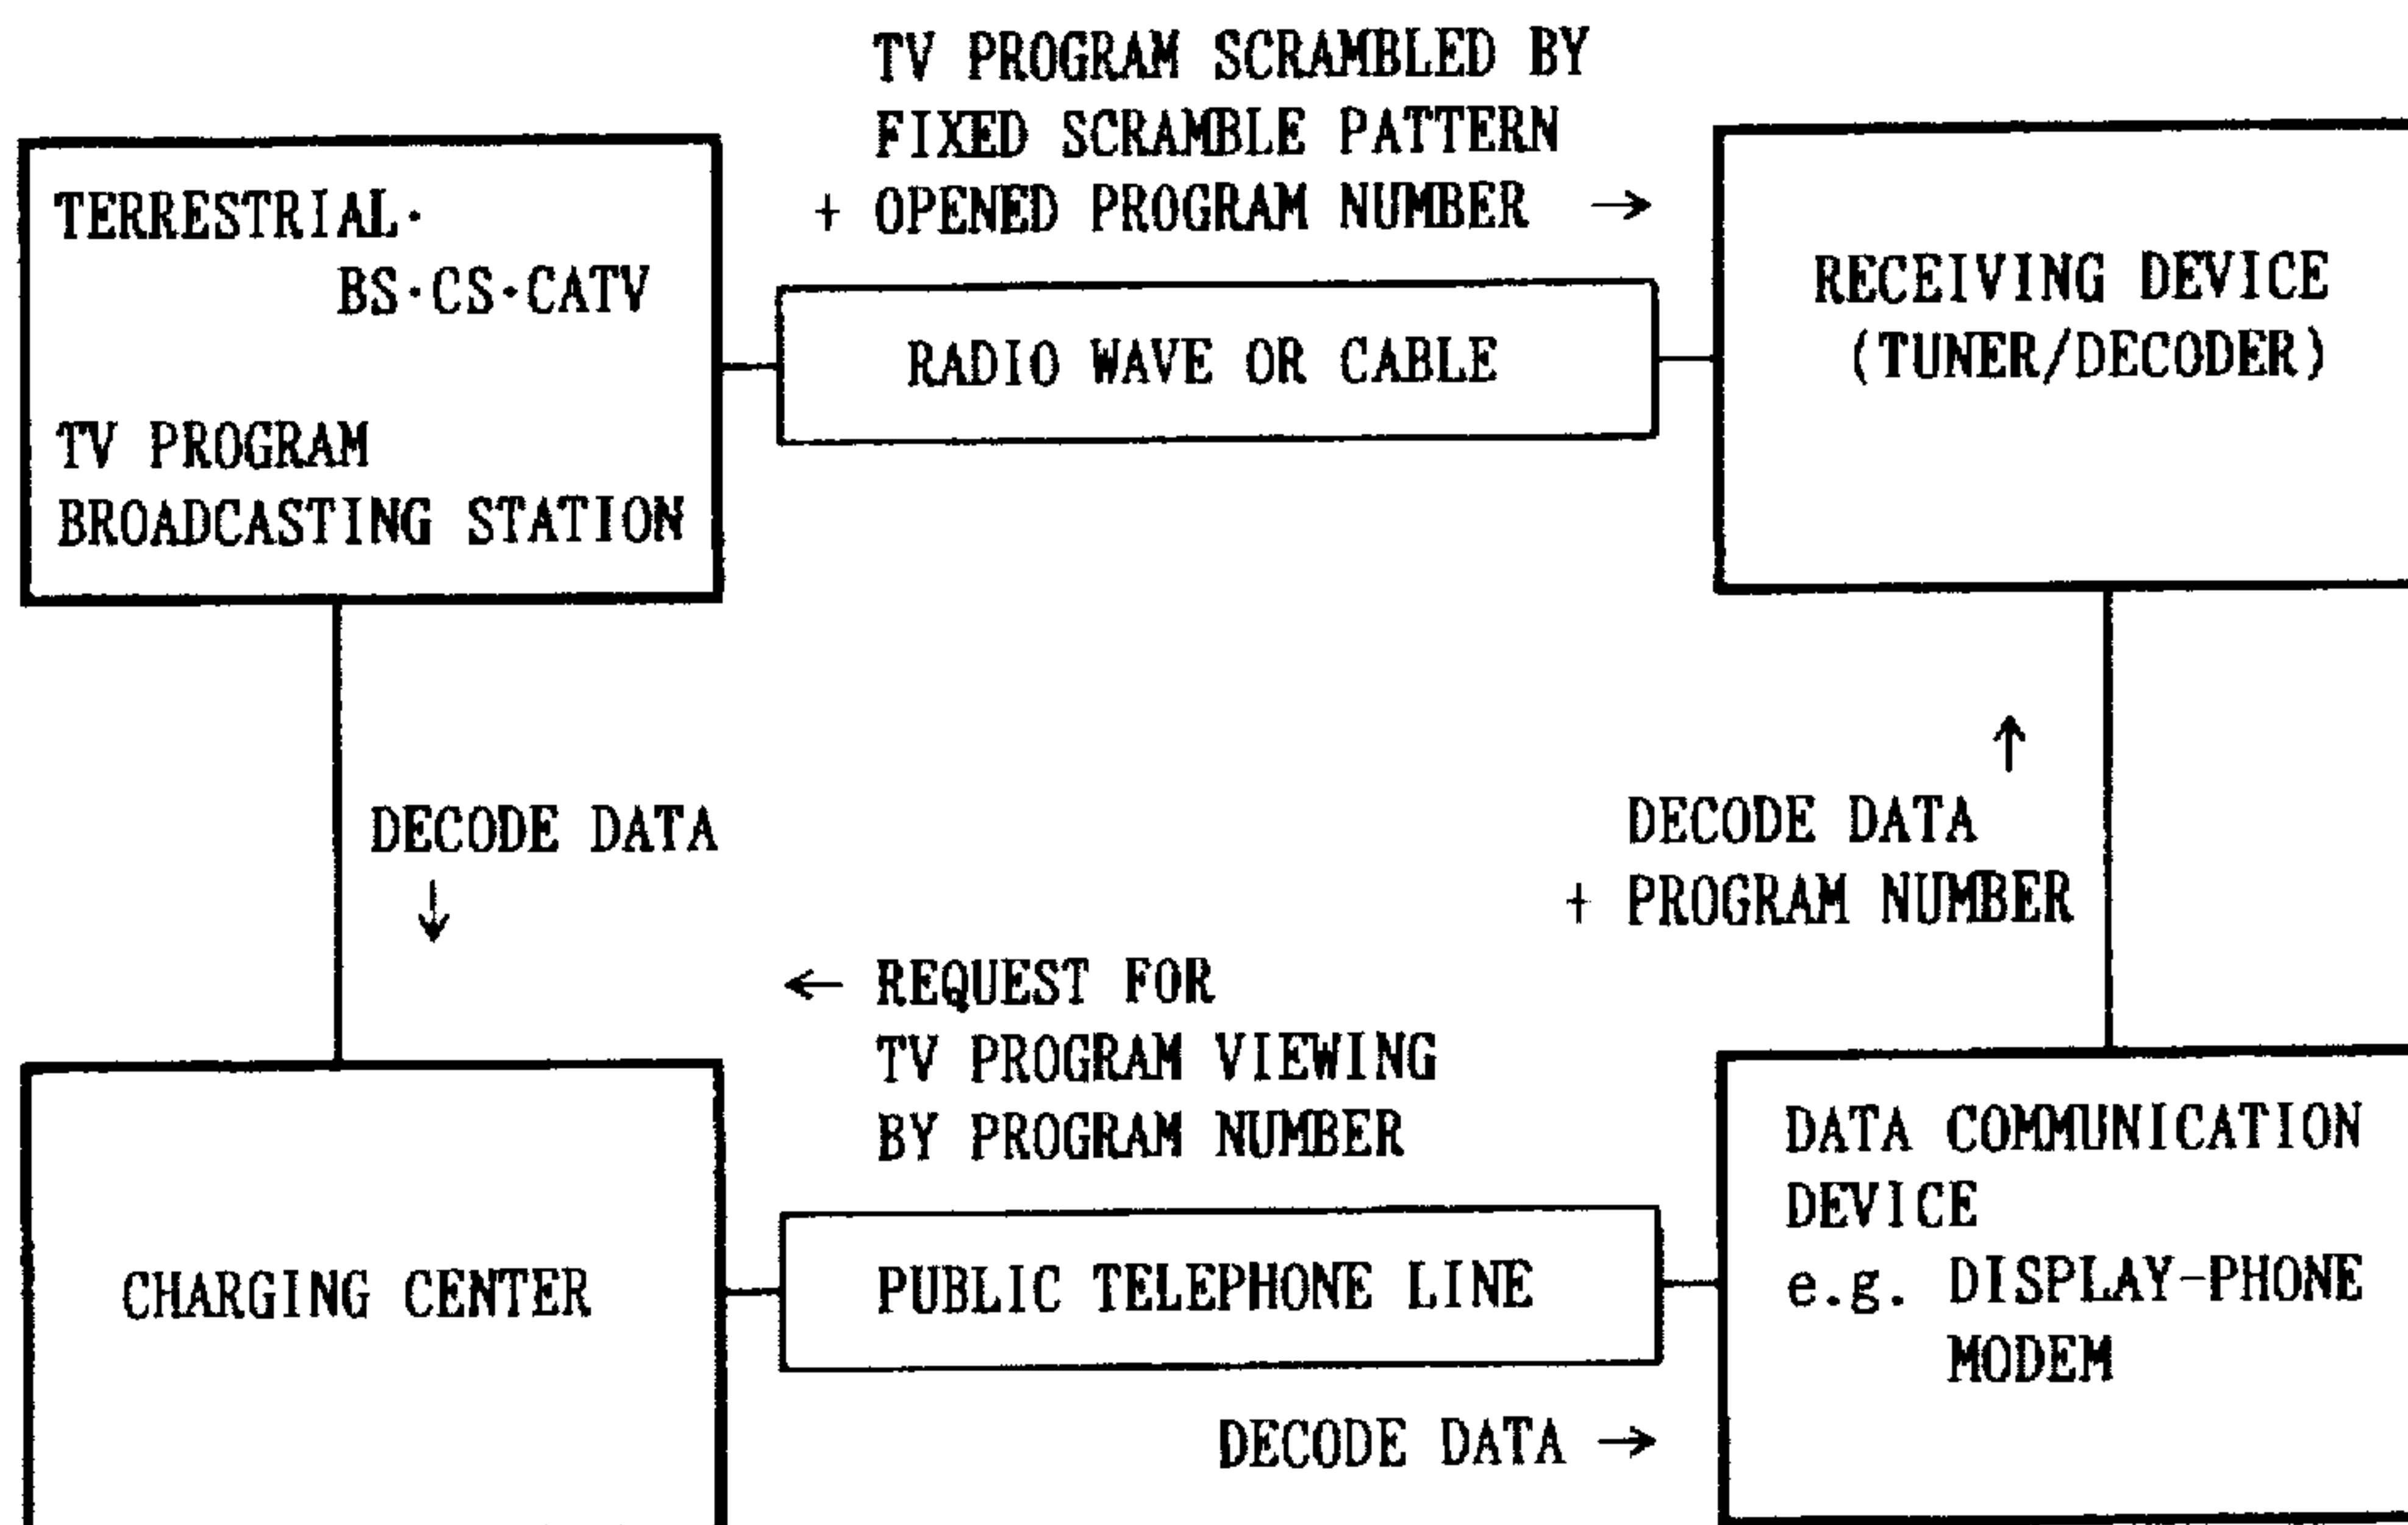 TV PROGRAM SCRAMBLED BY
FIXED SCRAMBLE PATTERN
+ OPENED PROGRAM NUMBER →
TERRESTRIAL·
BS·CS·CATV
TV PROGRAM
BROADCASTING STATION
RADIO WAVE OR CABLE
RECEIVING DEVICE
(TUNER/DECODER)
DECODE DATA
↓
↑
DECODE DATA
+ PROGRAM NUMBER
← REQUEST FOR
TV PROGRAM VIEWING
BY PROGRAM NUMBER
CHARGING CENTER
PUBLIC TELEPHONE LINE
DECODE DATA →
DATA COMMUNICATION
DEVICE
e.g. DISPLAY-PHONE
MODEM